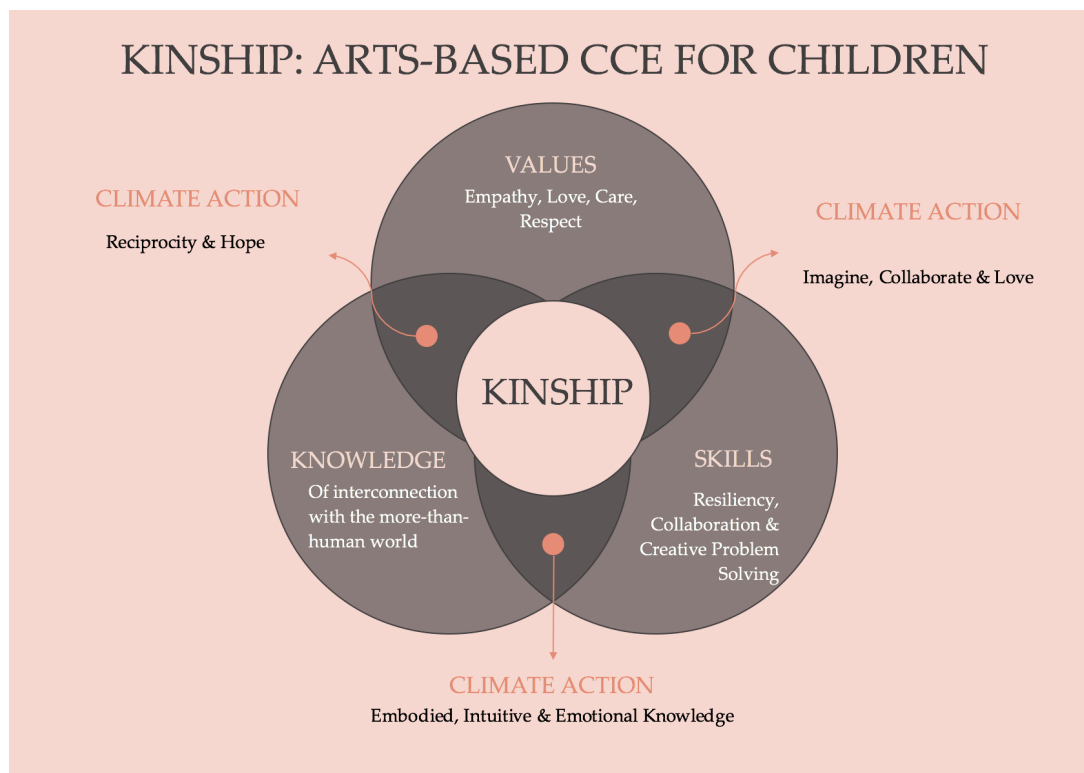 KINSHIP: ARTS-BASED CCE FOR CHILDREN
VALUES
Empathy, Love, Care,
Respect
CLIMATE ACTION
Reciprocity & Hope
CLIMATE ACTION
Imagine, Collaborate & Love
KINSHIP
KNOWLEDGE
Of interconnection
with the more-than-
human world
SKILLS
Resiliency,
Collaboration &
Creative Problem
Solving
CLIMATE ACTION
Embodied, Intuitive & Emotional Knowledge